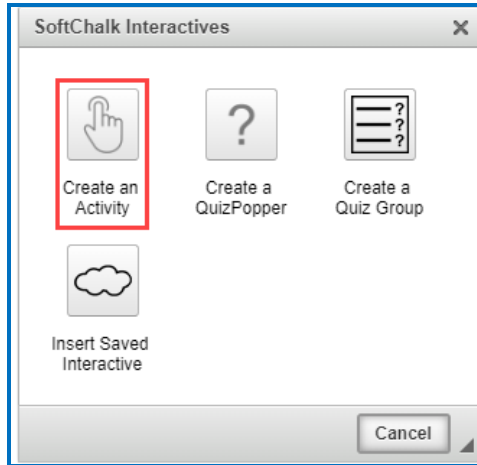 SoftChalk Interactives
Create an
Activity
?
Create a
QuizPopper
?
?
?
Create a
Quiz Group
Insert Saved
Interactive
Cancel